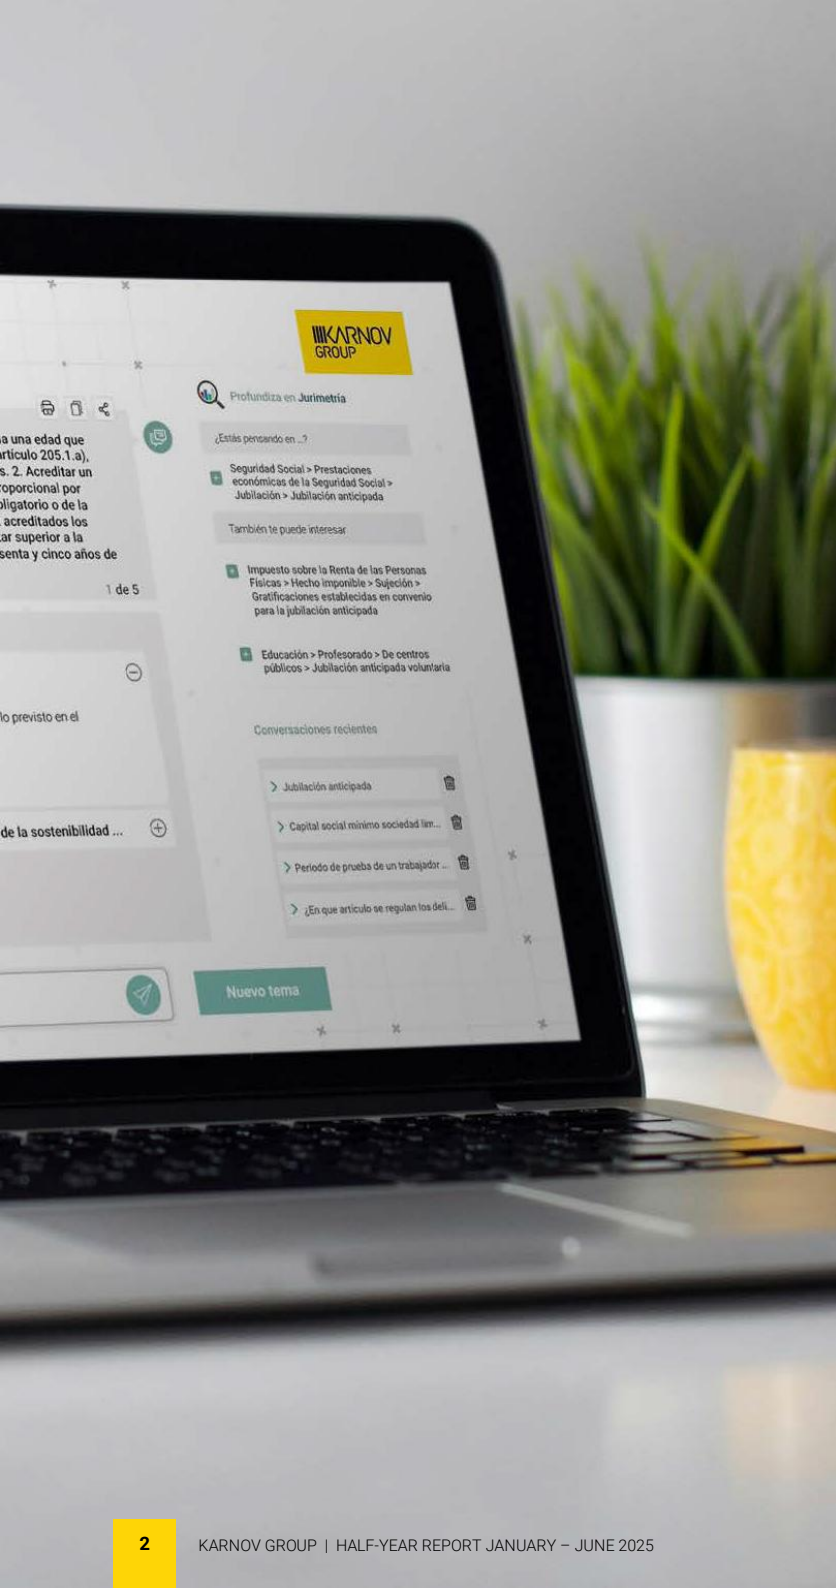 KARNOV
GROUP
Profundiza en Jurimetría
¿Estás pensando en ..?
Seguridad Social > Prestaciones
económicas de la Seguridad Social >
Jubilación > Jubilación anticipada
También te puede interesar
Impuesto sobre la Renta de las Personas
Físicas > Hecho imponible > Sujeción >
Gratificaciones establecidas en convenio
para la jubilación anticipada
Educación > Profesorado > De centros
públicos > Jubilación anticipada voluntaria
Conversaciones recientes
Jubilación anticipada
Capital social mínimo sociedad lim...
Periodo de prueba de un trabajador ...
¿En que artículo se regulan los deli...
Nuevo tema
a una edad que
artículo 205.1.a),
s. 2. Acreditar un
roporcional por
oligatorio o de la
acreditados los
ar superior a la
senta y cinco años de
1 de 5
lo previsto en el
de la sostenibilidad ...
2
KARNOV GROUP | HALF-YEAR REPORT JANUARY – JUNE 2025